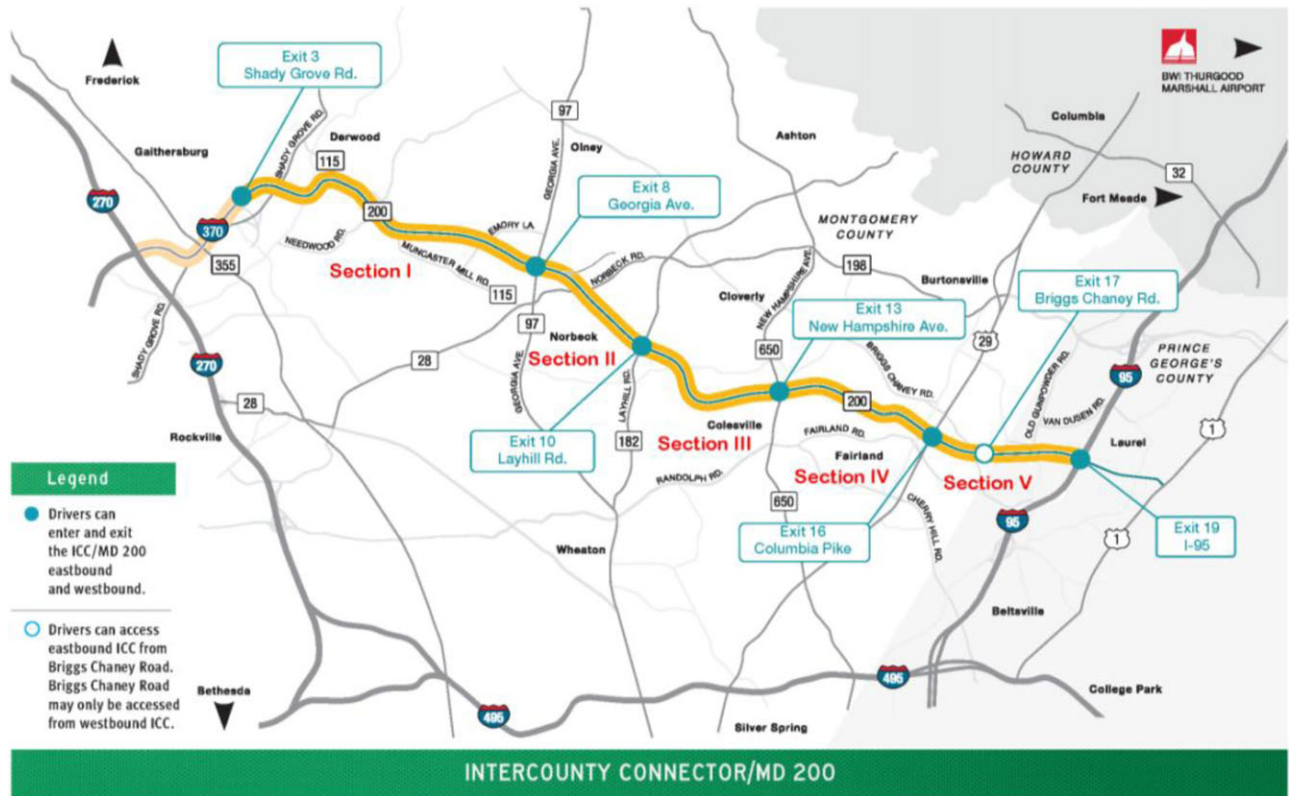 Frederick
Exit 3
Shady Grove Rd.
BWI THURGOOD
MARSHALL AIRPORT
97
Columbia
Gaithersburg
SHADY GROVE RD.
Derwood
115
Olney
GEORGIA AVE.
Ashton
HOWARD
COUNTY
32
Fort Meade
270
Exit 8
Georgia Ave.
200
370
EMORY LA.
MONTGOMERY
COUNTY
NEEDWOOD RD.
355
Section I
MUNCASTER MILL RD.
115
NORBECK RD.
198
NEW HAMPSHIRE AVE.
Burtonsville
Exit 17
Briggs Chaney Rd.
Cloverly
Exit 13
New Hampshire Ave.
SHADY GROVE RD.
97
Norbeck
Section II
650
29
BRIGGS CHANEY RD.
OLD GUNPOWDER RD.
PRINCE
GEORGE'S
COUNTY
270
28
GEORGIA AVE.
LAYHILL RD.
95
VAN DUSEN RD.
28
200
1
Rockville
Exit 10
Layhill Rd.
182
Colesville
Section III
FAIRLAND RD.
Fairland
Laurel
RANDOLPH RD.
Section IV
Section V
CHERRY HILL RD.
650
95
Exit 16
Columbia Pike
1
Exit 19
I-95
Wheaton
Beltsville
Legend
Drivers can
enter and exit
the ICC/MD 200
eastbound
and westbound.
Drivers can access
eastbound ICC from
Briggs Chaney Road.
Briggs Chaney Road
may only be accessed
from westbound ICC.
Bethesda
495
495
College Park
Silver Spring
INTERCOUNTY CONNECTOR/MD 200